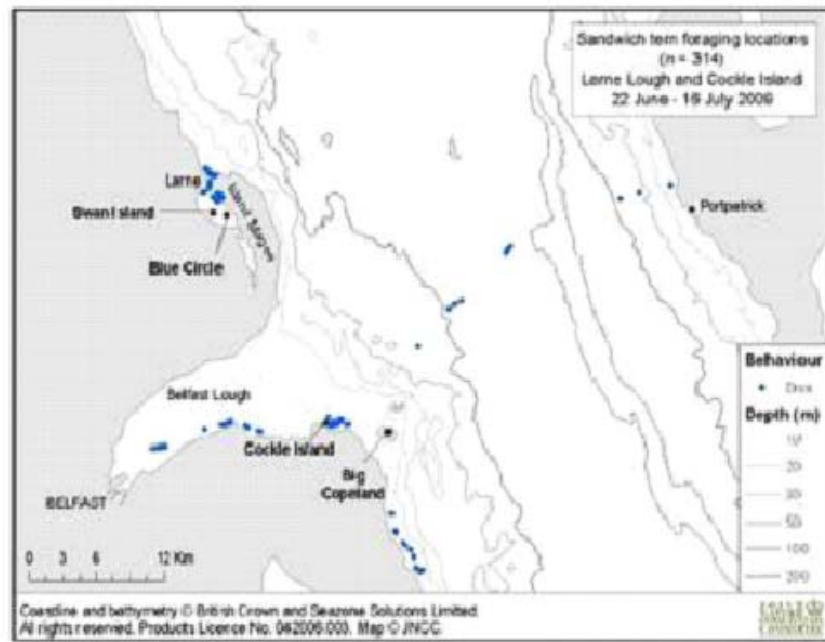 Sandwich tern foraging locations
(n = 314)
Larne Lough and Cockle Island
22 June - 16 July 2009
Larne
Island Magee
Swan Island
Blue Circle
Portpatrick
Belfast Lough
Cockle Island
Big
Copeland
BELFAST
Behaviour
Depth (m)
10
20
30
50
100
200
0 3 6 12 Km
Coastline and bathymetry © British Crown and Seazone Solutions Limited.
All rights reserved. Products Licence No. 062006.003. Map © JNCC.